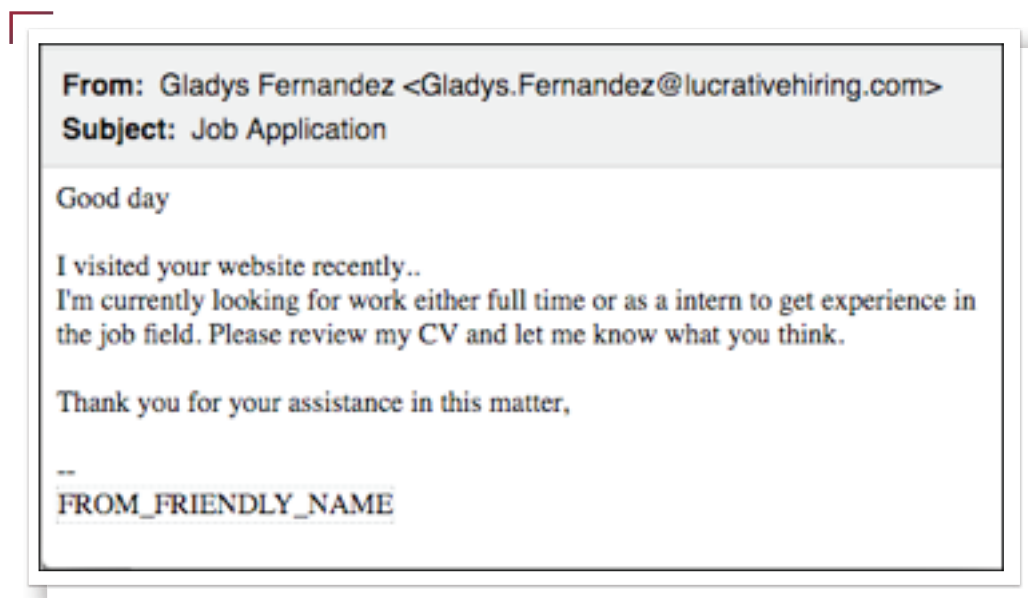 From: Gladys Fernandez <Gladys.Fernandez@lucrativehiring.com>
Subject: Job Application
Good day
I visited your website recently..
I'm currently looking for work either full time or as a intern to get experience in
the job field. Please review my CV and let me know what you think.
Thank you for your assistance in this matter,
--
FROM_FRIENDLY_NAME